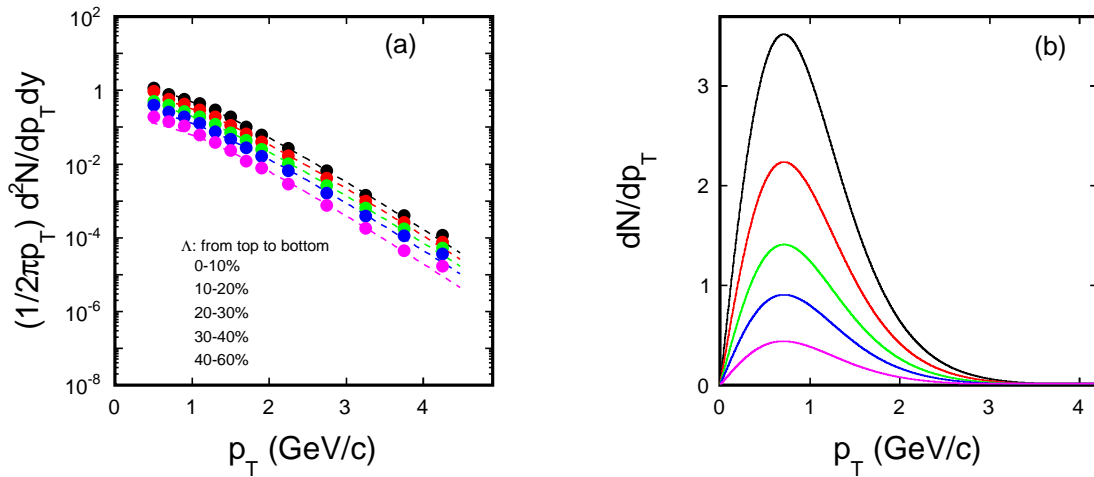 (a)
10^2
1
10^-2
10^-4
10^-6
10^-8
(1/2πp_T) d^2N/dp_Tdy
Λ: from top to bottom
0-10%
10-20%
20-30%
30-40%
40-60%
0 1 2 3 4
p_T (GeV/c)
(b)
3
2
1
0
dN/dp_T
0 1 2 3 4
p_T (GeV/c)